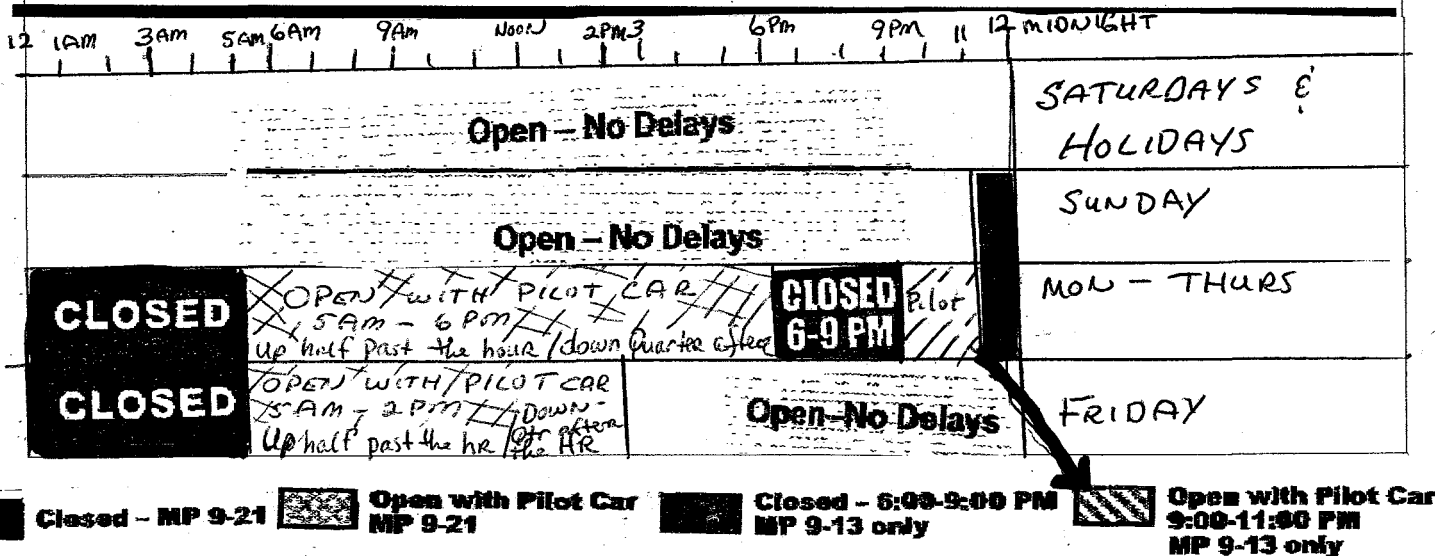 12 1AM 3AM 5AM 6AM 9AM NOON 2PM 3 6PM 9PM 11 12 MIDNIGHT
Open – No Delays
SATURDAYS &
HOLIDAYS
Open – No Delays
SUNDAY
CLOSED
OPEN WITH PILOT CAR
5AM – 6PM
Up half past the hour / down Quarter after
CLOSED
6-9 PM
Pilot
MON – THURS
CLOSED
OPEN WITH PILOT CAR
5AM – 2PM
Up half past the hr
DOWN-
Qtr after
the HR
Open–No Delays
FRIDAY
Closed – MP 9-21
Open with Pilot Car
MP 9-21
Closed – 6:00-9:00 PM
MP 9-13 only
Open with Pilot Car
9:00-11:00 PM
MP 9-13 only